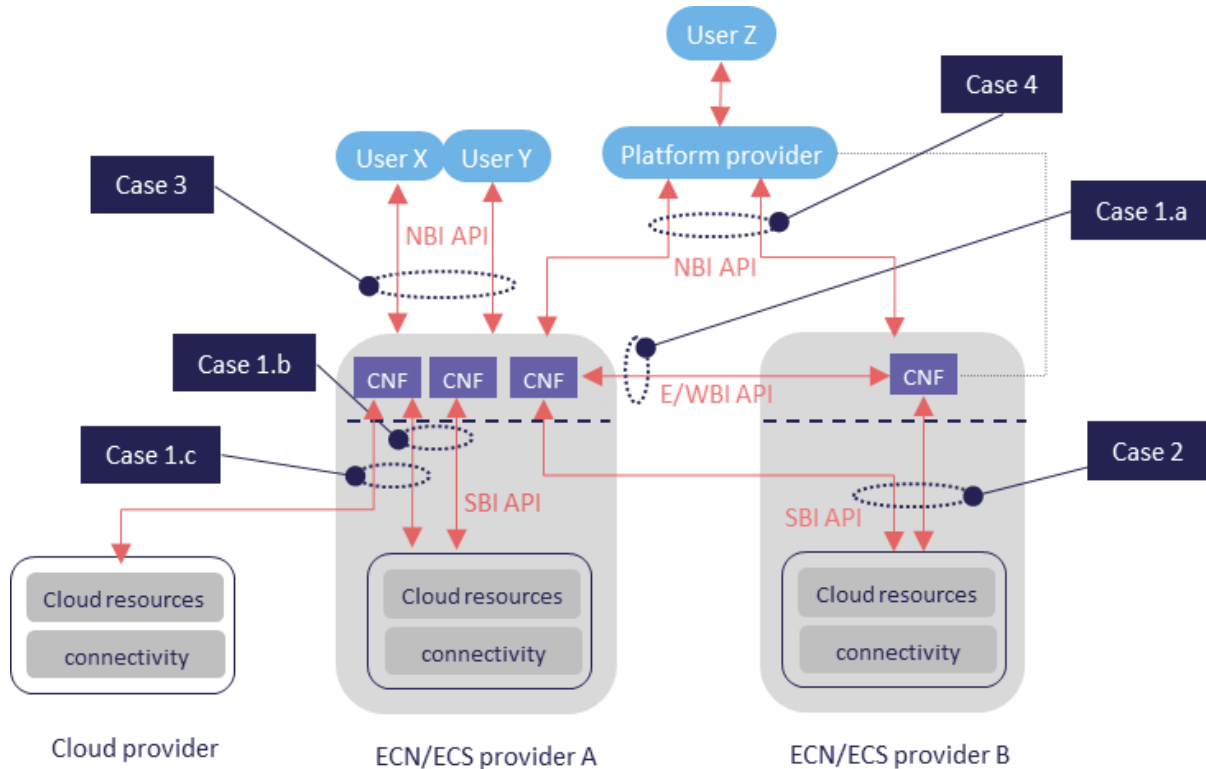 User Z
Case 4
User X
User Y
Platform provider
Case 3
Case 1.a
NBI API
NBI API
Case 1.b
CNF
CNF
CNF
CNF
E/WBI API
Case 1.c
Case 2
SBI API
SBI API
Cloud resources
connectivity
Cloud resources
connectivity
Cloud resources
connectivity
Cloud provider
ECN/ECS provider A
ECN/ECS provider B